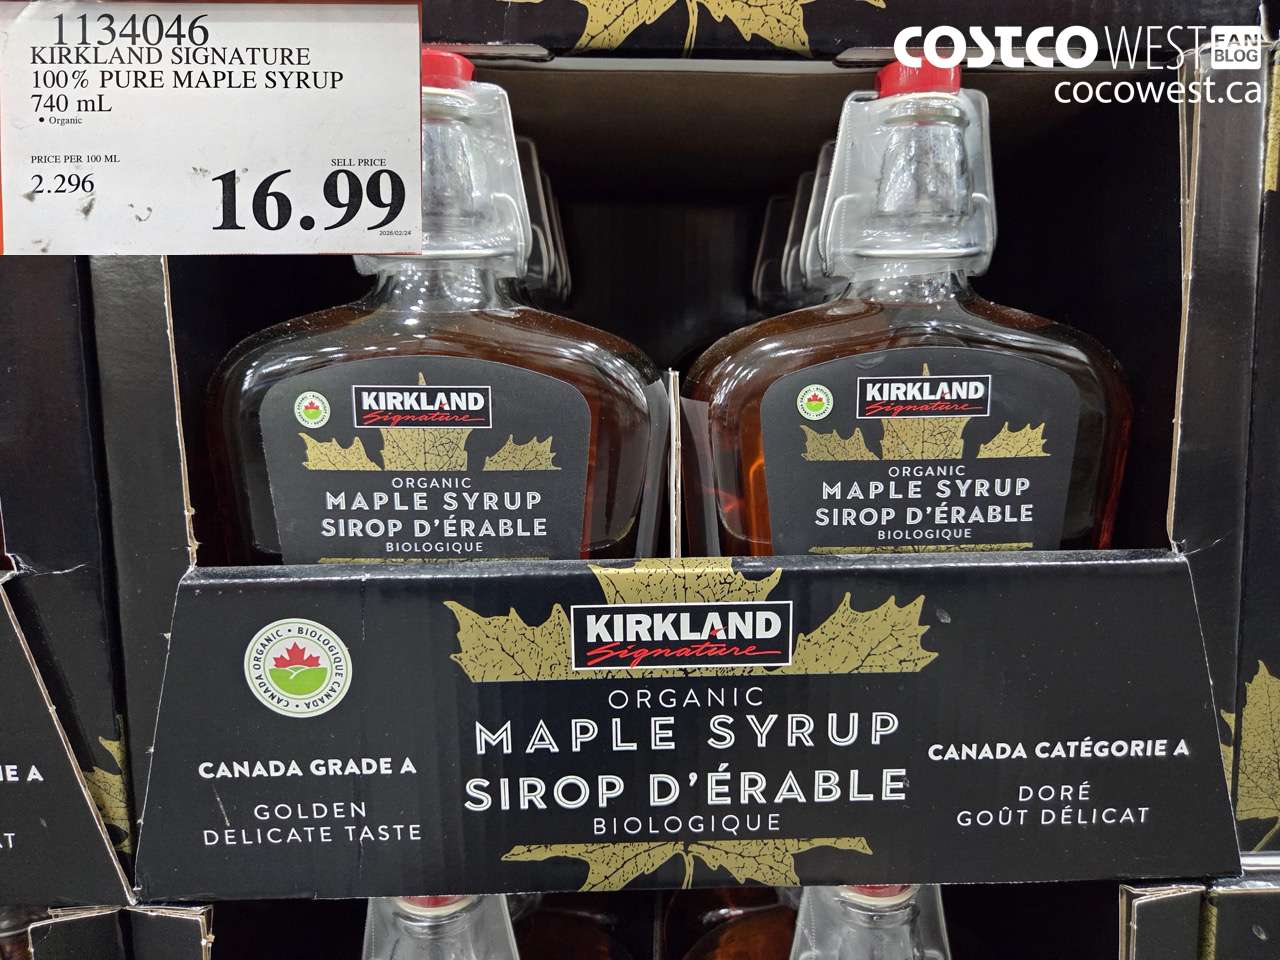 1134046
KIRKLAND SIGNATURE
100% PURE MAPLE SYRUP
740 mL
• Organic
PRICE PER 100 ML
2.296
SELL PRICE
16.99
2026/02/24
COSTCO WEST FAN BLOG
cocowest.ca
KIRKLAND
Signature
ORGANIC
MAPLE SYRUP
SIROP D'ÉRABLE
BIOLOGIQUE
KIRKLAND
Signature
ORGANIC
MAPLE SYRUP
SIROP D'ÉRABLE
BIOLOGIQUE
CANADA ORGANIC • BIOLOGIQUE CANADA •
KIRKLAND
Signature
ORGANIC
MAPLE SYRUP
SIROP D'ÉRABLE
BIOLOGIQUE
CANADA GRADE A
GOLDEN
DELICATE TASTE
CANADA CATÉGORIE A
DORÉ
GOÛT DÉLICAT
IE A
AT